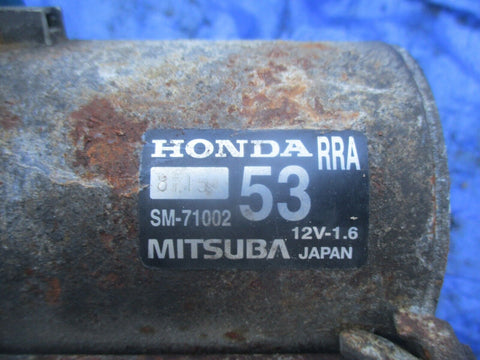 HONDA RRA
53
SM-71002
12V-1.6
MITSUBA JAPAN